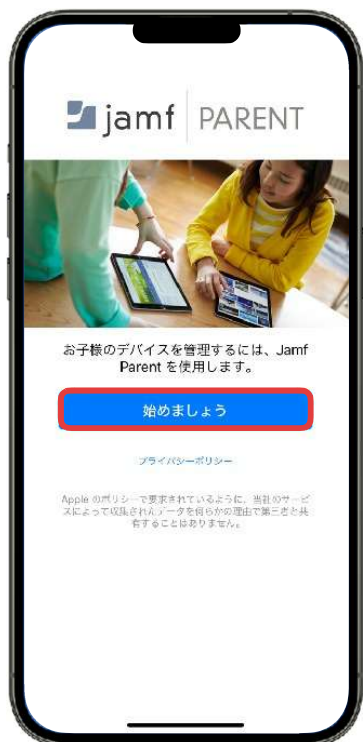 jamf PARENT
お子様のデバイスを管理するには、Jamf
Parent を使用します。
始めましょう
プライバシーポリシー
Apple のポリシーで要求されているように、当社のサービ
スによって収集されたデータを何らかの理由で第三者と共
有することはありません。